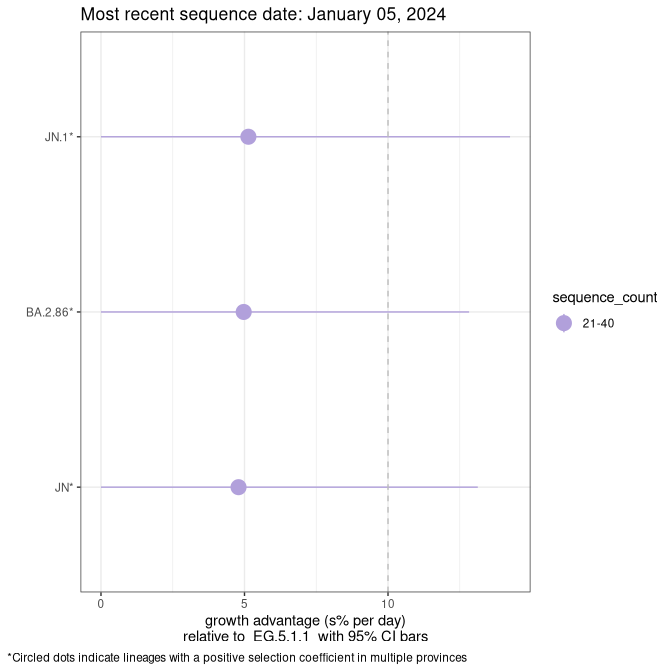 Most recent sequence date: January 05, 2024
JN.1*
BA.2.86*
JN*
0 5 10
growth advantage (s% per day)
relative to EG.5.1.1 with 95% CI bars
sequence_count
21-40
*Circled dots indicate lineages with a positive selection coefficient in multiple provinces